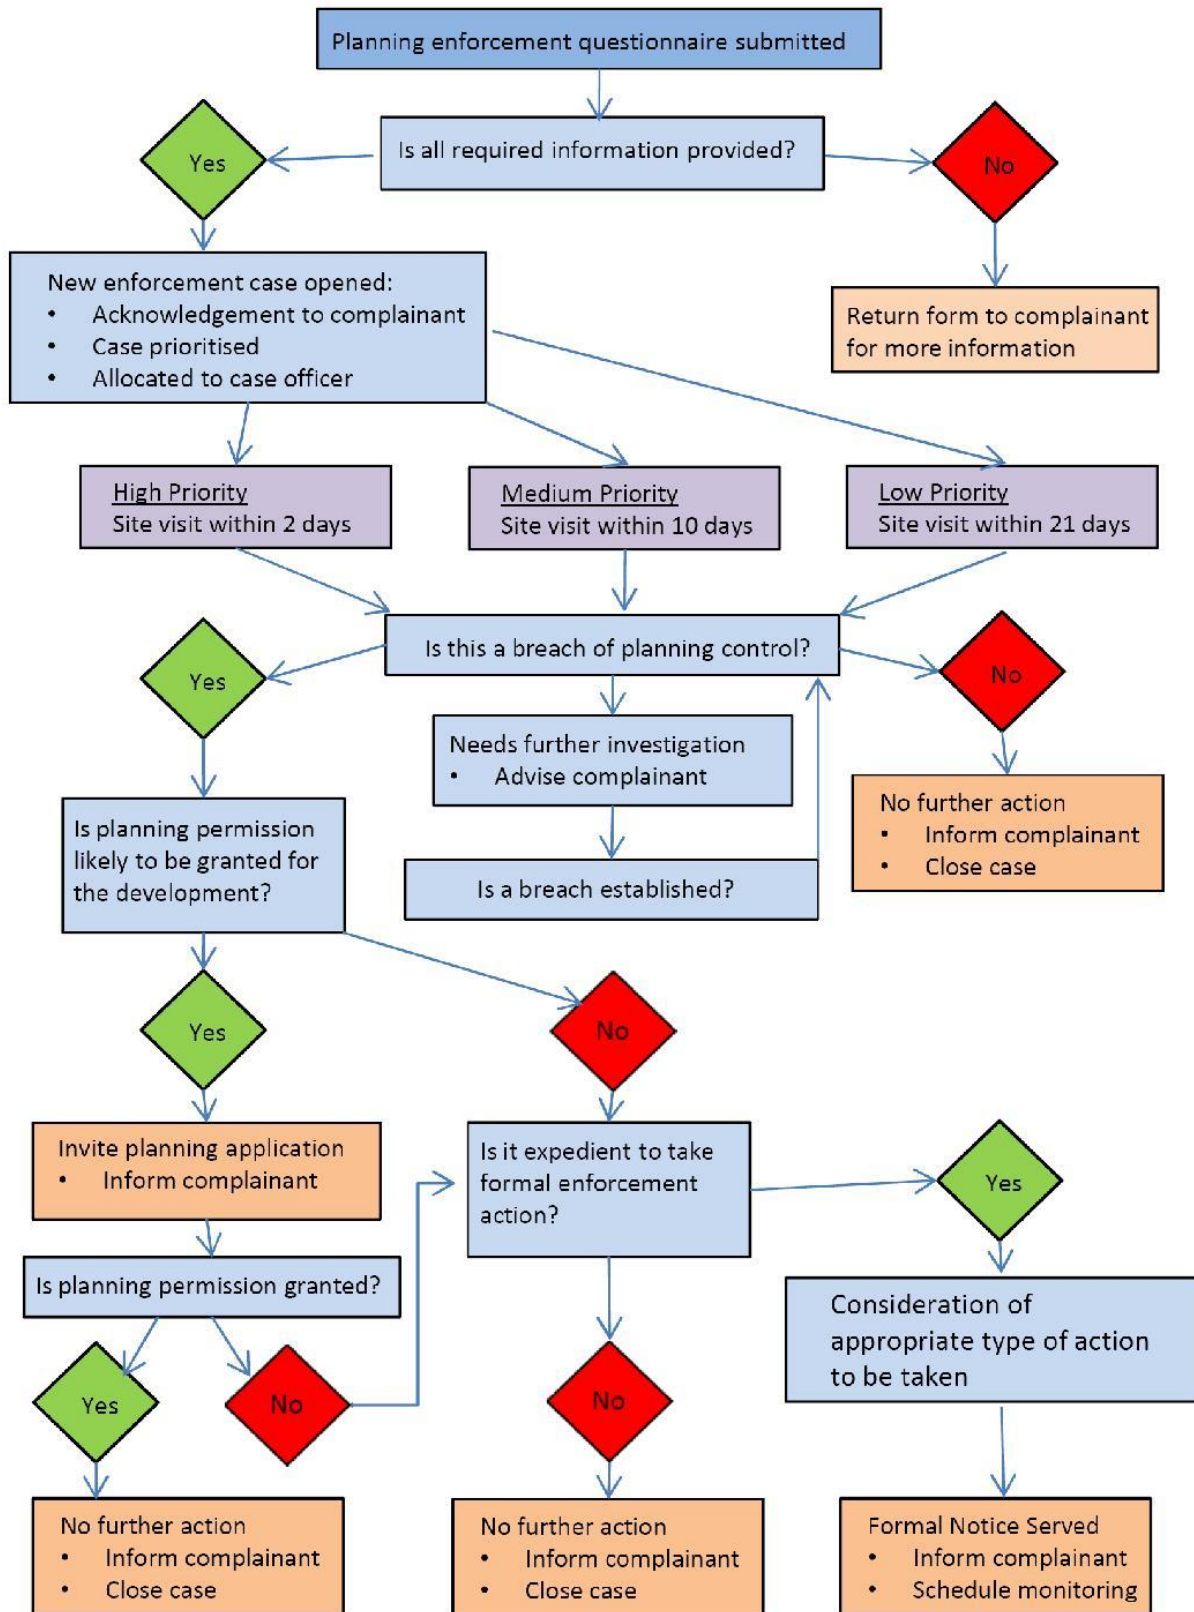 Planning enforcement questionnaire submitted
Is all required information provided?
Yes
No
New enforcement case opened:
• Acknowledgement to complainant
• Case prioritised
• Allocated to case officer
Return form to complainant
for more information
High Priority
Site visit within 2 days
Medium Priority
Site visit within 10 days
Low Priority
Site visit within 21 days
Is this a breach of planning control?
Yes
No
Needs further investigation
• Advise complainant
Is a breach established?
No further action
• Inform complainant
• Close case
Is planning permission
likely to be granted for
the development?
Yes
No
Invite planning application
• Inform complainant
Is it expedient to take
formal enforcement
action?
Yes
Is planning permission granted?
Consideration of
appropriate type of action
to be taken
Yes
No
No
No further action
• Inform complainant
• Close case
No further action
• Inform complainant
• Close case
Formal Notice Served
• Inform complainant
• Schedule monitoring